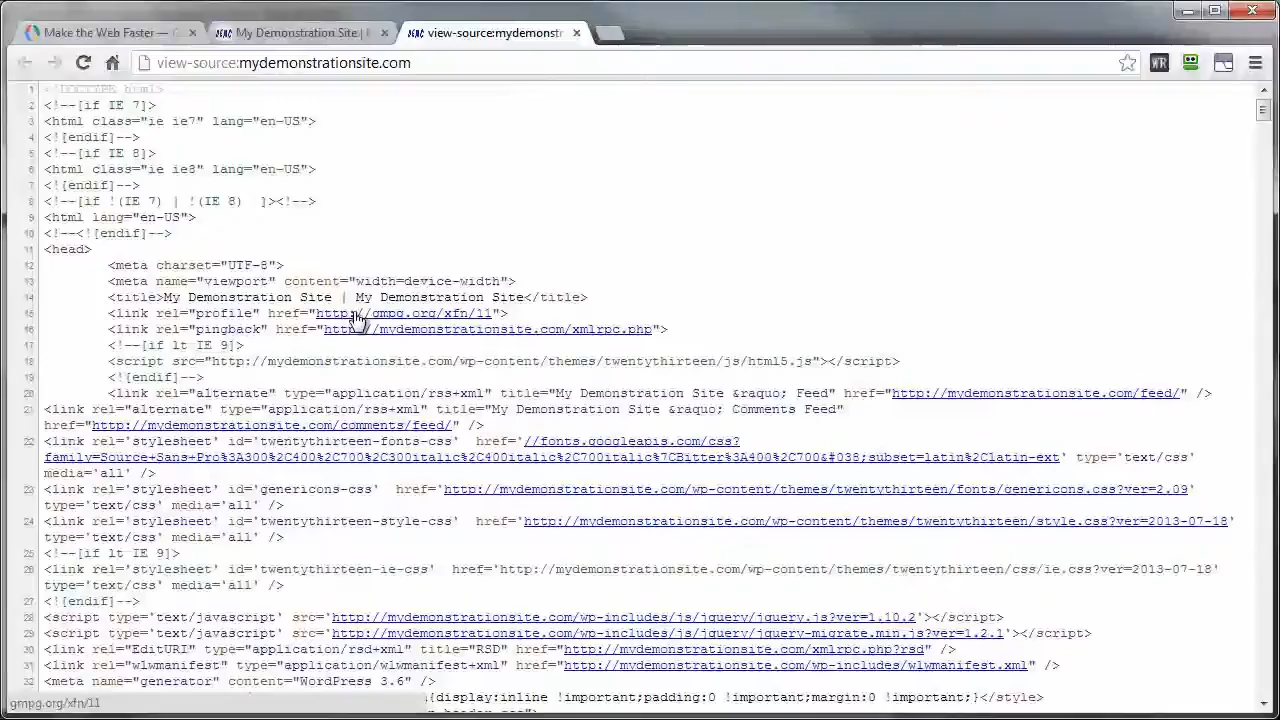 Make the Web Faster —
My Demonstration Site |
view-source:mydemonstr
view-source:mydemonstrationsite.com
WR
1 <!DOCTYPE html>
2 <!--[if IE 7]>
3 <html class="ie ie7" lang="en-US">
4 <![endif]-->
5 <!--[if IE 8]>
6 <html class="ie ie8" lang="en-US">
7 <![endif]-->
8 <!--[if !(IE 7) | !(IE 8)  ]><!-->
9 <html lang="en-US">
10 <!--<![endif]-->
11 <head>
12 <meta charset="UTF-8">
13 <meta name="viewport" content="width=device-width">
14 <title>My Demonstration Site | My Demonstration Site</title>
15 <link rel="profile" href="http://gmpg.org/xfn/11">
16 <link rel="pingback" href="http://mydemonstrationsite.com/xmlrpc.php">
17 <!--[if lt IE 9]>
18 <script src="http://mydemonstrationsite.com/wp-content/themes/twentythirteen/js/html5.js"></script>
19 <![endif]-->
20 <link rel="alternate" type="application/rss+xml" title="My Demonstration Site &raquo; Feed" href="http://mydemonstrationsite.com/feed/" />
21 <link rel="alternate" type="application/rss+xml" title="My Demonstration Site &raquo; Comments Feed"
href="http://mydemonstrationsite.com/comments/feed/" />
22 <link rel='stylesheet' id='twentythirteen-fonts-css'  href='//fonts.googleapis.com/css?
family=Source+Sans+Pro%3A300%2C400%2C700%2C300italic%2C400italic%2C700italic%7CBitter%3A400%2C700&#038;subset=latin%2Clatin-ext' type='text/css'
media='all' />
23 <link rel='stylesheet' id='genericons-css'  href='http://mydemonstrationsite.com/wp-content/themes/twentythirteen/fonts/genericons.css?ver=2.09'
type='text/css' media='all' />
24 <link rel='stylesheet' id='twentythirteen-style-css'  href='http://mydemonstrationsite.com/wp-content/themes/twentythirteen/style.css?ver=2013-07-18'
type='text/css' media='all' />
25 <!--[if lt IE 9]>
26 <link rel='stylesheet' id='twentythirteen-ie-css'  href='http://mydemonstrationsite.com/wp-content/themes/twentythirteen/css/ie.css?ver=2013-07-18'
type='text/css' media='all' />
27 <![endif]-->
28 <script type='text/javascript' src='http://mydemonstrationsite.com/wp-includes/js/jquery/jquery.js?ver=1.10.2'></script>
29 <script type='text/javascript' src='http://mydemonstrationsite.com/wp-includes/js/jquery/jquery-migrate.min.js?ver=1.2.1'></script>
30 <link rel="EditURI" type="application/rsd+xml" title="RSD" href="http://mydemonstrationsite.com/xmlrpc.php?rsd" />
31 <link rel="wlwmanifest" type="application/wlwmanifest+xml" href="http://mydemonstrationsite.com/wp-includes/wlwmanifest.xml" />
32 <meta name="generator" content="WordPress 3.6" />
{display:inline !important;padding:0 !important;margin:0 !important;}</style>
gmpg.org/xfn/11